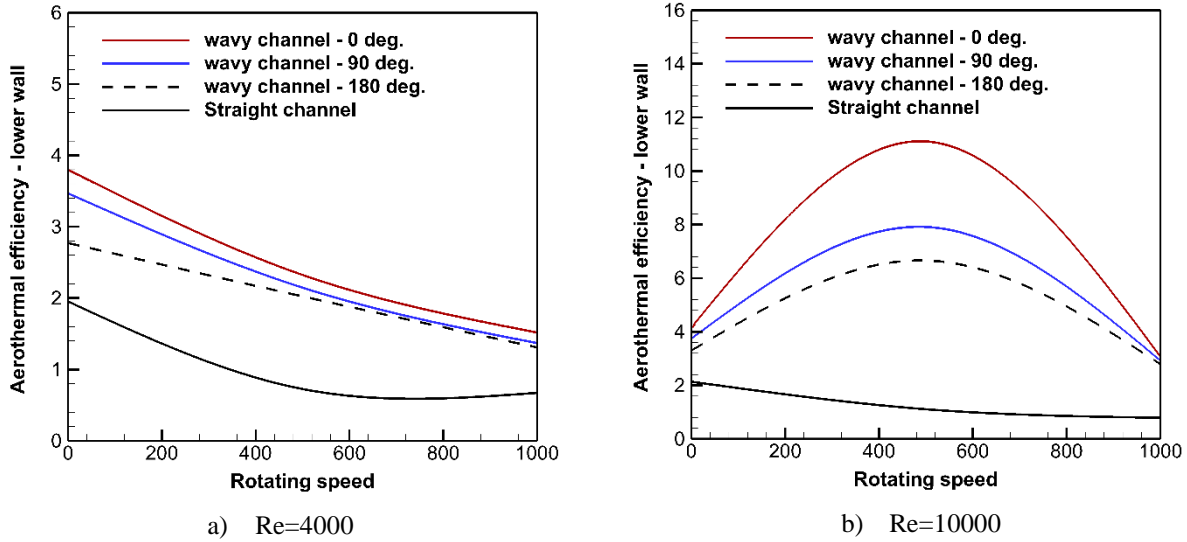 Aerothermal efficiency - lower wall
6
5
4
3
2
1
0
wavy channel - 0 deg.
wavy channel - 90 deg.
wavy channel - 180 deg.
Straight channel
0 200 400 600 800 1000
Rotating speed
a) Re=4000
Aerothermal efficiency - lower wall
16
14
12
10
8
6
4
2
0
wavy channel - 0 deg.
wavy channel - 90 deg.
wavy channel - 180 deg.
Straight channel
0 200 400 600 800 1000
Rotating speed
b) Re=10000